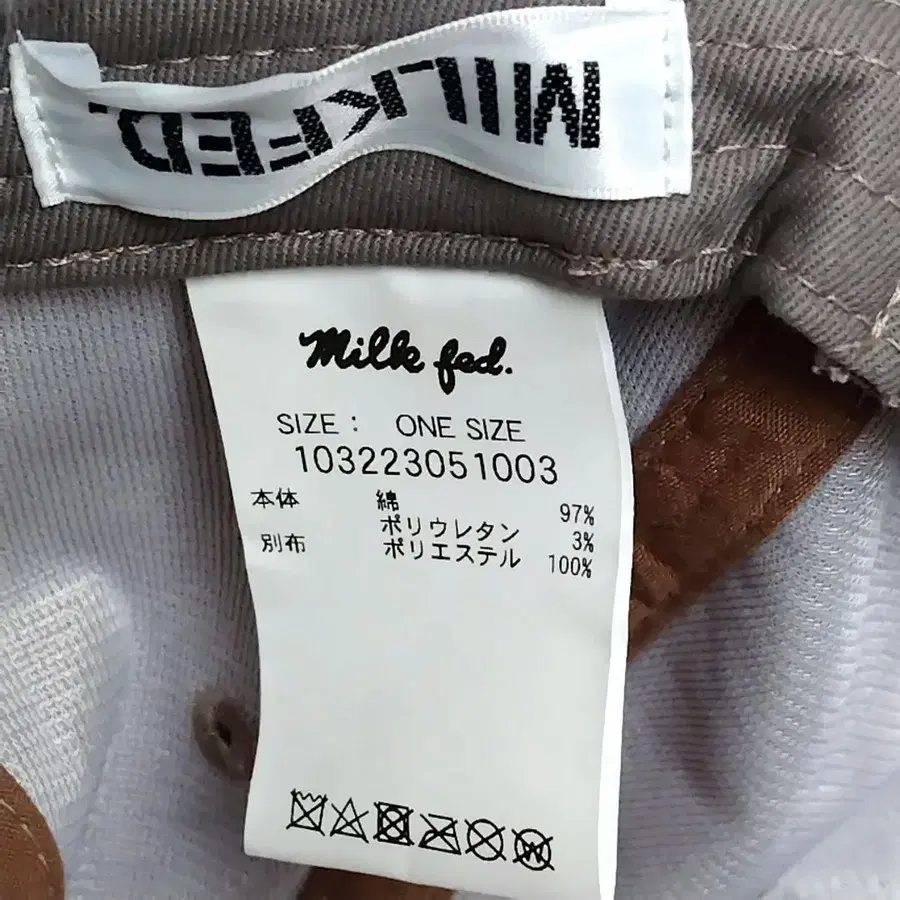 MILKFED.
Milk fed.
SIZE : ONE SIZE
103223051003
本体 綿 97%
ポリウレタン 3%
別布 ポリエステル 100%
W